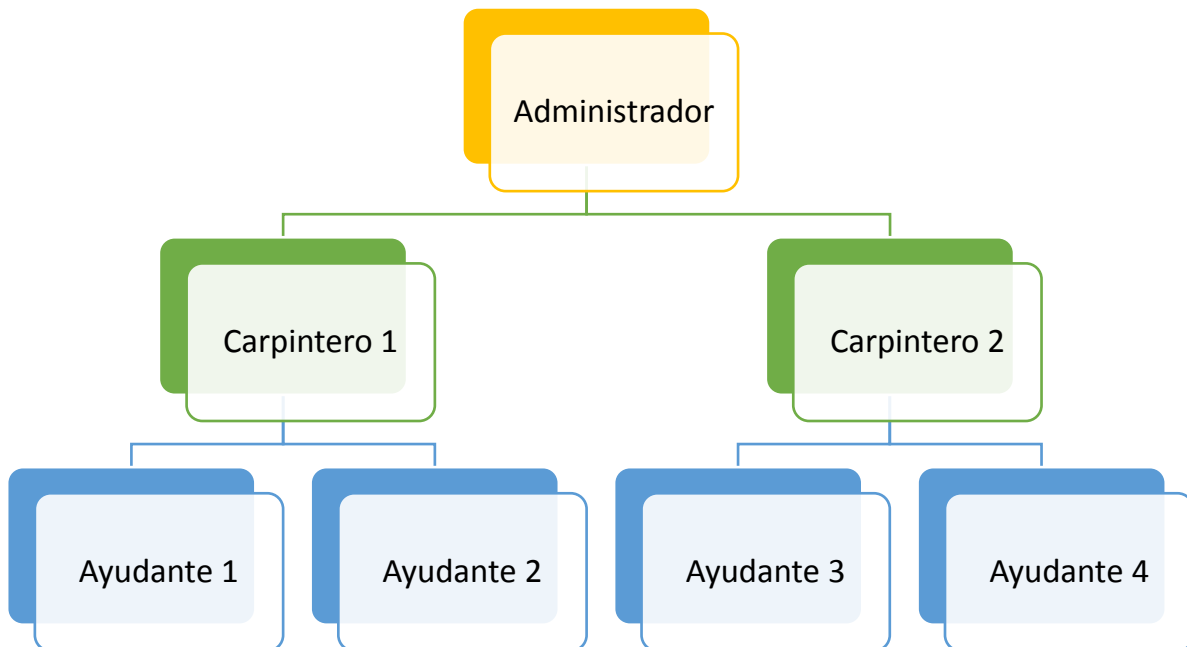 Administrador
Carpintero 1
Carpintero 2
Ayudante 1
Ayudante 2
Ayudante 3
Ayudante 4